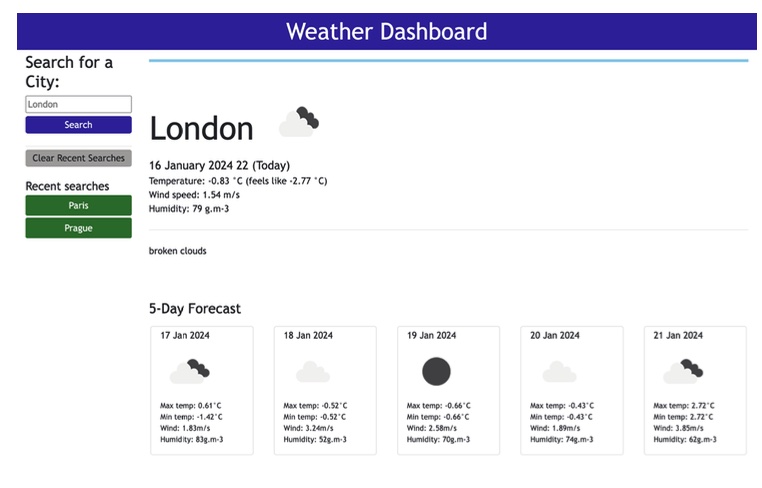 Weather Dashboard
Search for a
City:
London
Search
Clear Recent Searches
Recent searches
Paris
Prague
London
16 January 2024 22 (Today)
Temperature: -0.83 °C (feels like -2.77 °C)
Wind speed: 1.54 m/s
Humidity: 79 g.m-3
broken clouds
5-Day Forecast
17 Jan 2024
Max temp: 0.61°C
Min temp: -1.42°C
Wind: 1.83m/s
Humidity: 83g.m-3
18 Jan 2024
Max temp: -0.52°C
Min temp: -0.52°C
Wind: 3.24m/s
Humidity: 52g.m-3
19 Jan 2024
Max temp: -0.66°C
Min temp: -0.66°C
Wind: 2.58m/s
Humidity: 70g.m-3
20 Jan 2024
Max temp: -0.43°C
Min temp: -0.43°C
Wind: 1.89m/s
Humidity: 74g.m-3
21 Jan 2024
Max temp: 2.72°C
Min temp: 2.72°C
Wind: 3.85m/s
Humidity: 62g.m-3